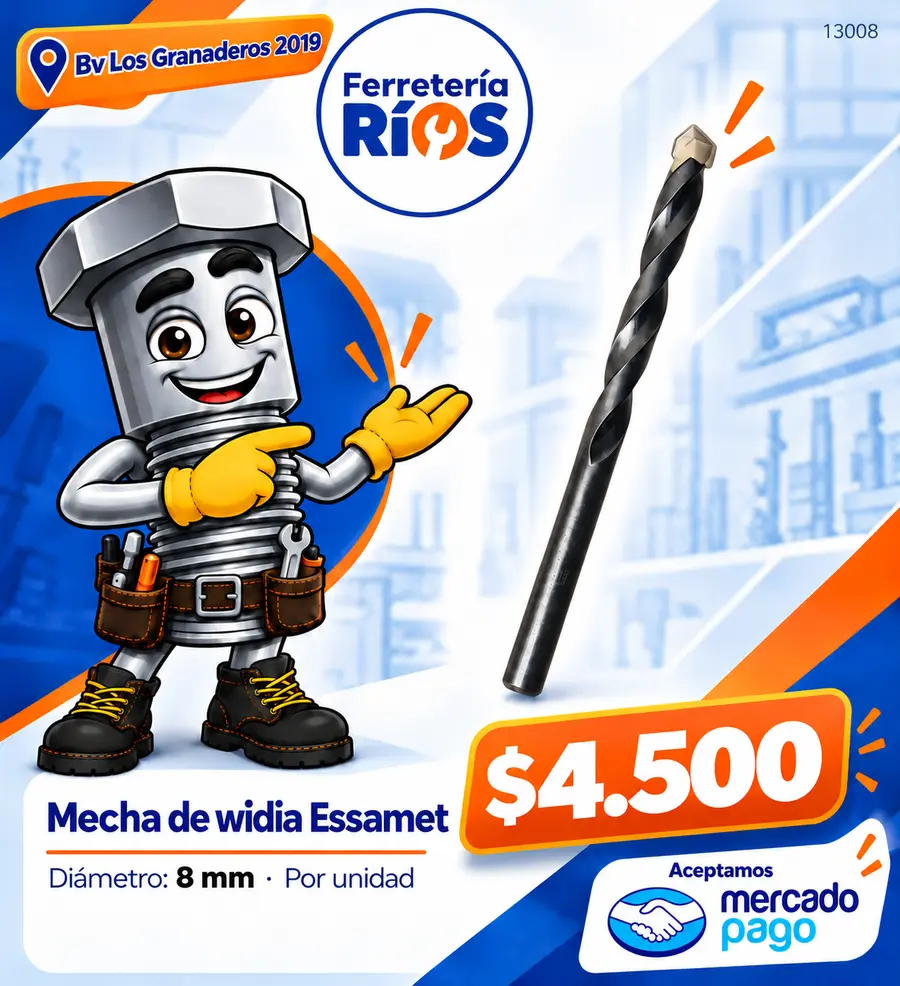 Bv Los Granaderos 2019
Ferretería
RÍOS
13008
$4.500
Mecha de widia Essamet
Diámetro: 8 mm · Por unidad
Aceptamos
mercado
pago